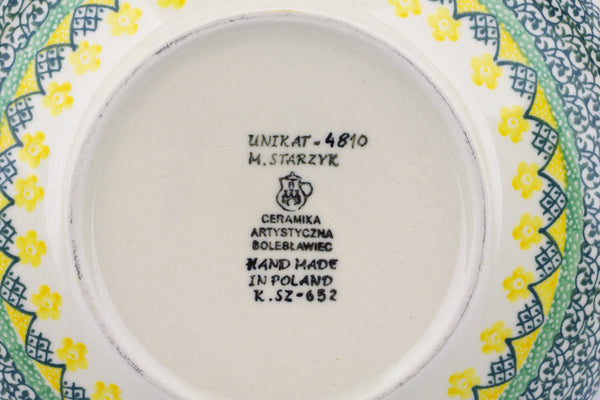 UNIKAT-4810
M. STARZYK
CERAMIKA
ARTYSTYCZNA
BOLESŁAWIEC
HAND MADE
IN POLAND
K.SZ-652